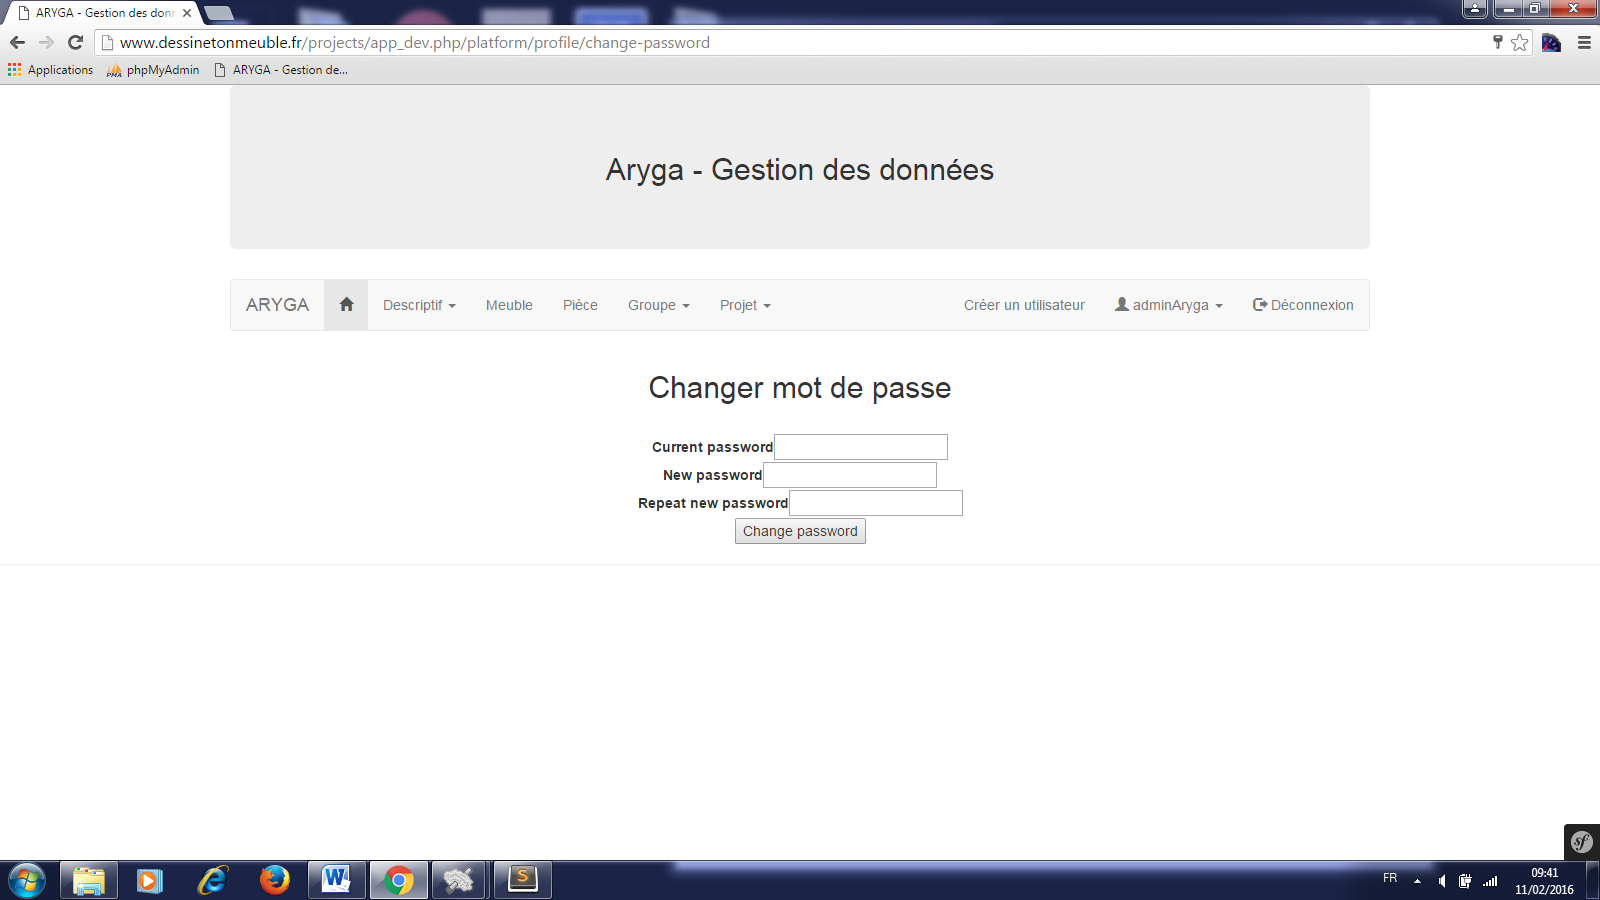 ARYGA - Gestion des don
www.dessinetonmeuble.fr/projects/app_dev.php/platform/profile/change-password
Applications phpMyAdmin ARYGA - Gestion de...
Aryga - Gestion des données
ARYGA Descriptif Meuble Pièce Groupe Projet Créer un utilisateur adminAryga Déconnexion
Changer mot de passe
Current password
New password
Repeat new password
Change password
sf
FR 09:41
11/02/2016